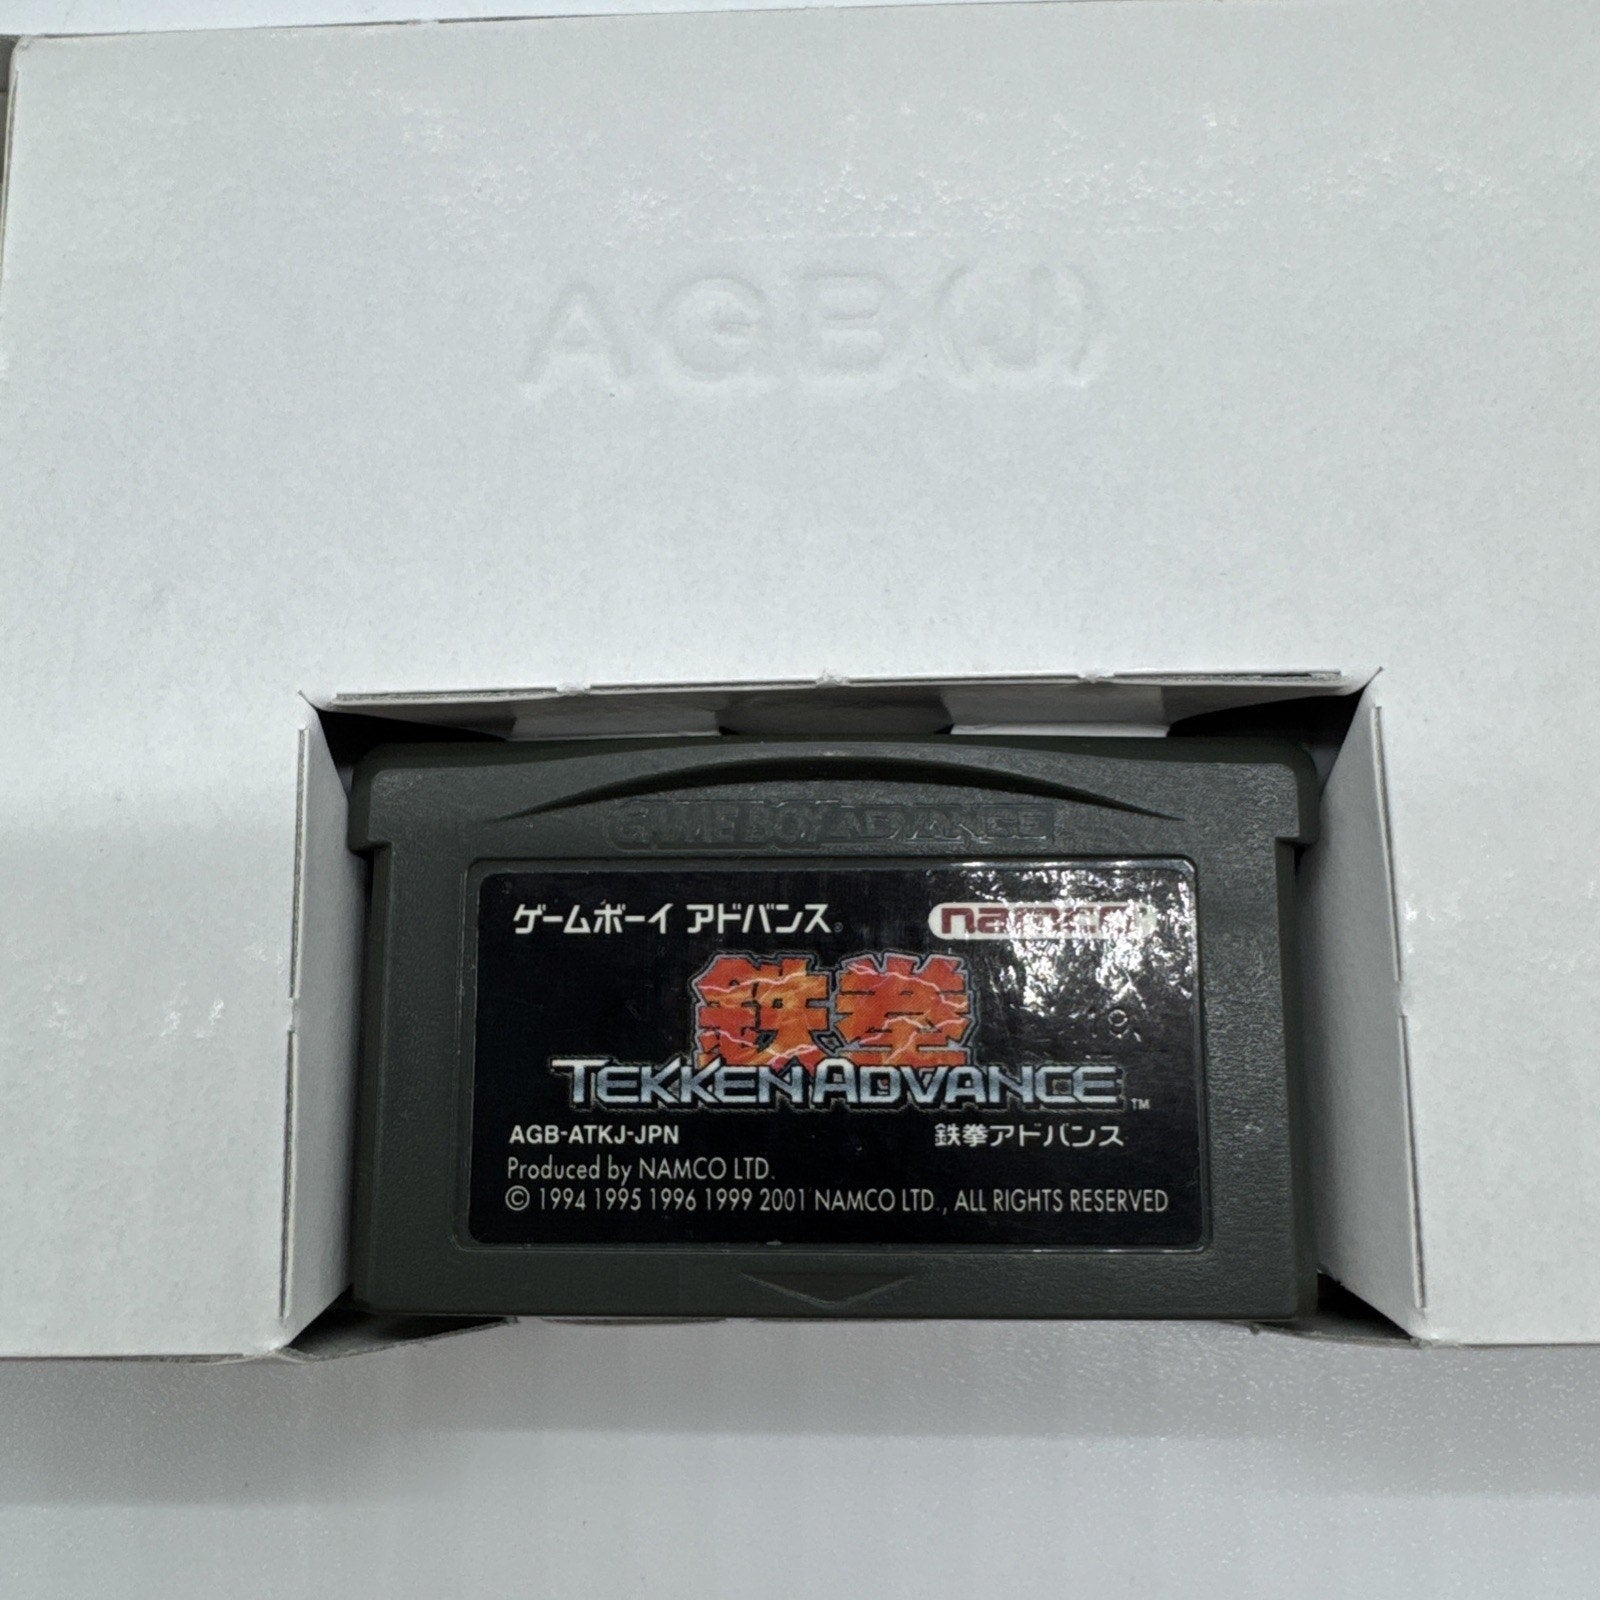 AGB(J)
GAME BOY ADVANCE
ゲームボーイ アドバンス®
namco®
鉄拳
TEKKEN ADVANCE™
AGB-ATKJ-JPN
鉄拳アドバンス
Produced by NAMCO LTD.
© 1994 1995 1996 1999 2001 NAMCO LTD., ALL RIGHTS RESERVED